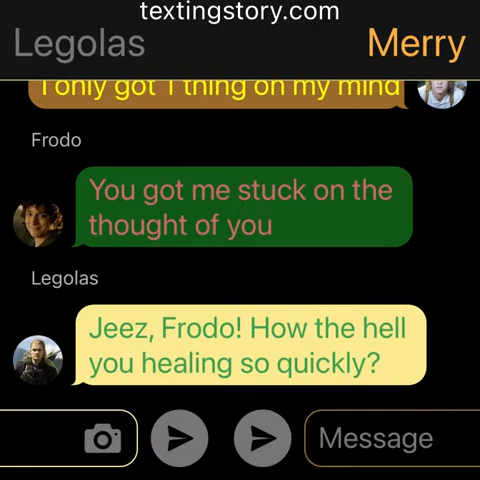 textingstory.com
Legolas Merry
I only got 1 thing on my mind
Frodo
You got me stuck on the
thought of you
Legolas
Jeez, Frodo! How the hell
you healing so quickly?
Message